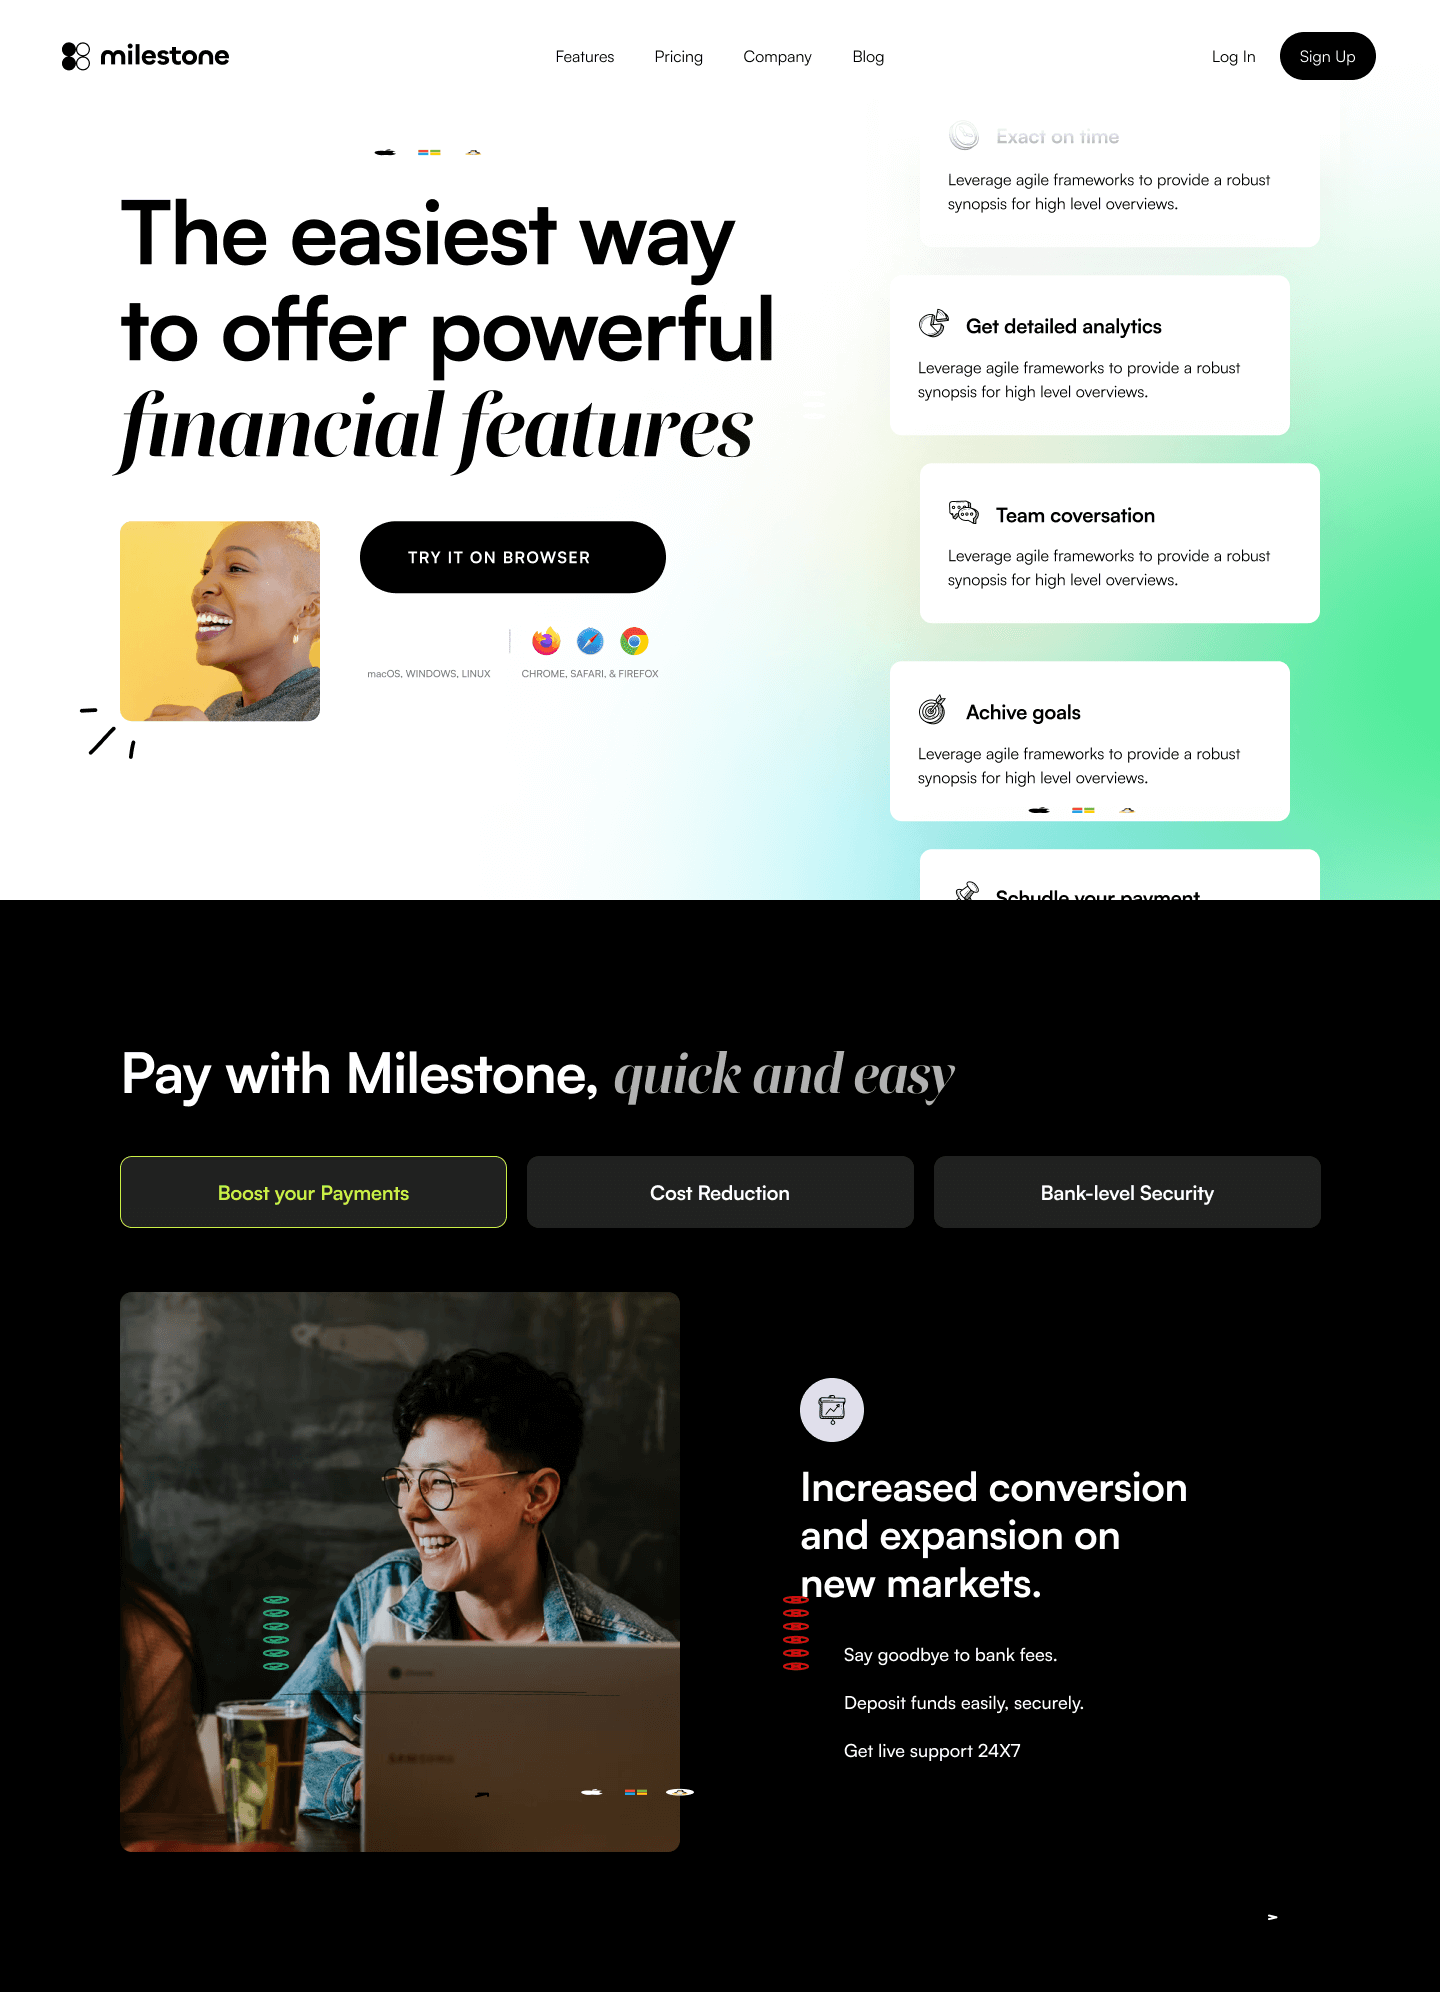 milestone
Features
Pricing
Company
Blog
Log In
Sign Up
The easiest way
to offer powerful
financial features
TRY IT ON BROWSER
macOS, WINDOWS, LINUX
CHROME, SAFARI, & FIREFOX
Exact on time
Leverage agile frameworks to provide a robust
synopsis for high level overviews.
Get detailed analytics
Leverage agile frameworks to provide a robust
synopsis for high level overviews.
Team coversation
Leverage agile frameworks to provide a robust
synopsis for high level overviews.
Achive goals
Leverage agile frameworks to provide a robust
synopsis for high level overviews.
Schudle your payment
Pay with Milestone, quick and easy
Boost your Payments
Cost Reduction
Bank-level Security
SAMSUNG
Increased conversion
and expansion on
new markets.
Say goodbye to bank fees.
Deposit funds easily, securely.
Get live support 24X7